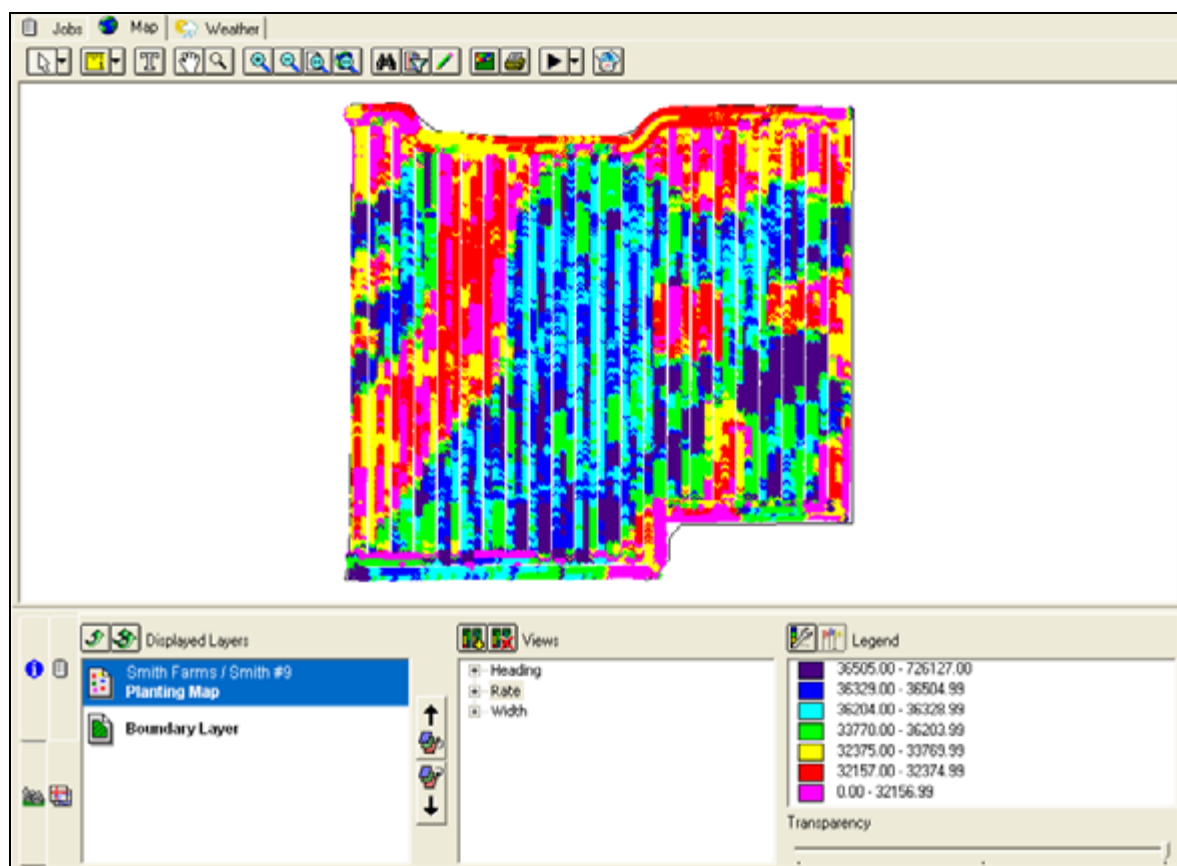 Jobs Map Weather
T
Displayed Layers
Smith Farms / Smith #9
Planting Map
Boundary Layer
Views
Heading
Rate
Width
Legend
36505.00 - 726127.00
36329.00 - 36504.99
36204.00 - 36328.99
33770.00 - 36203.99
32375.00 - 33769.99
32157.00 - 32374.99
0.00 - 32156.99
Transparency